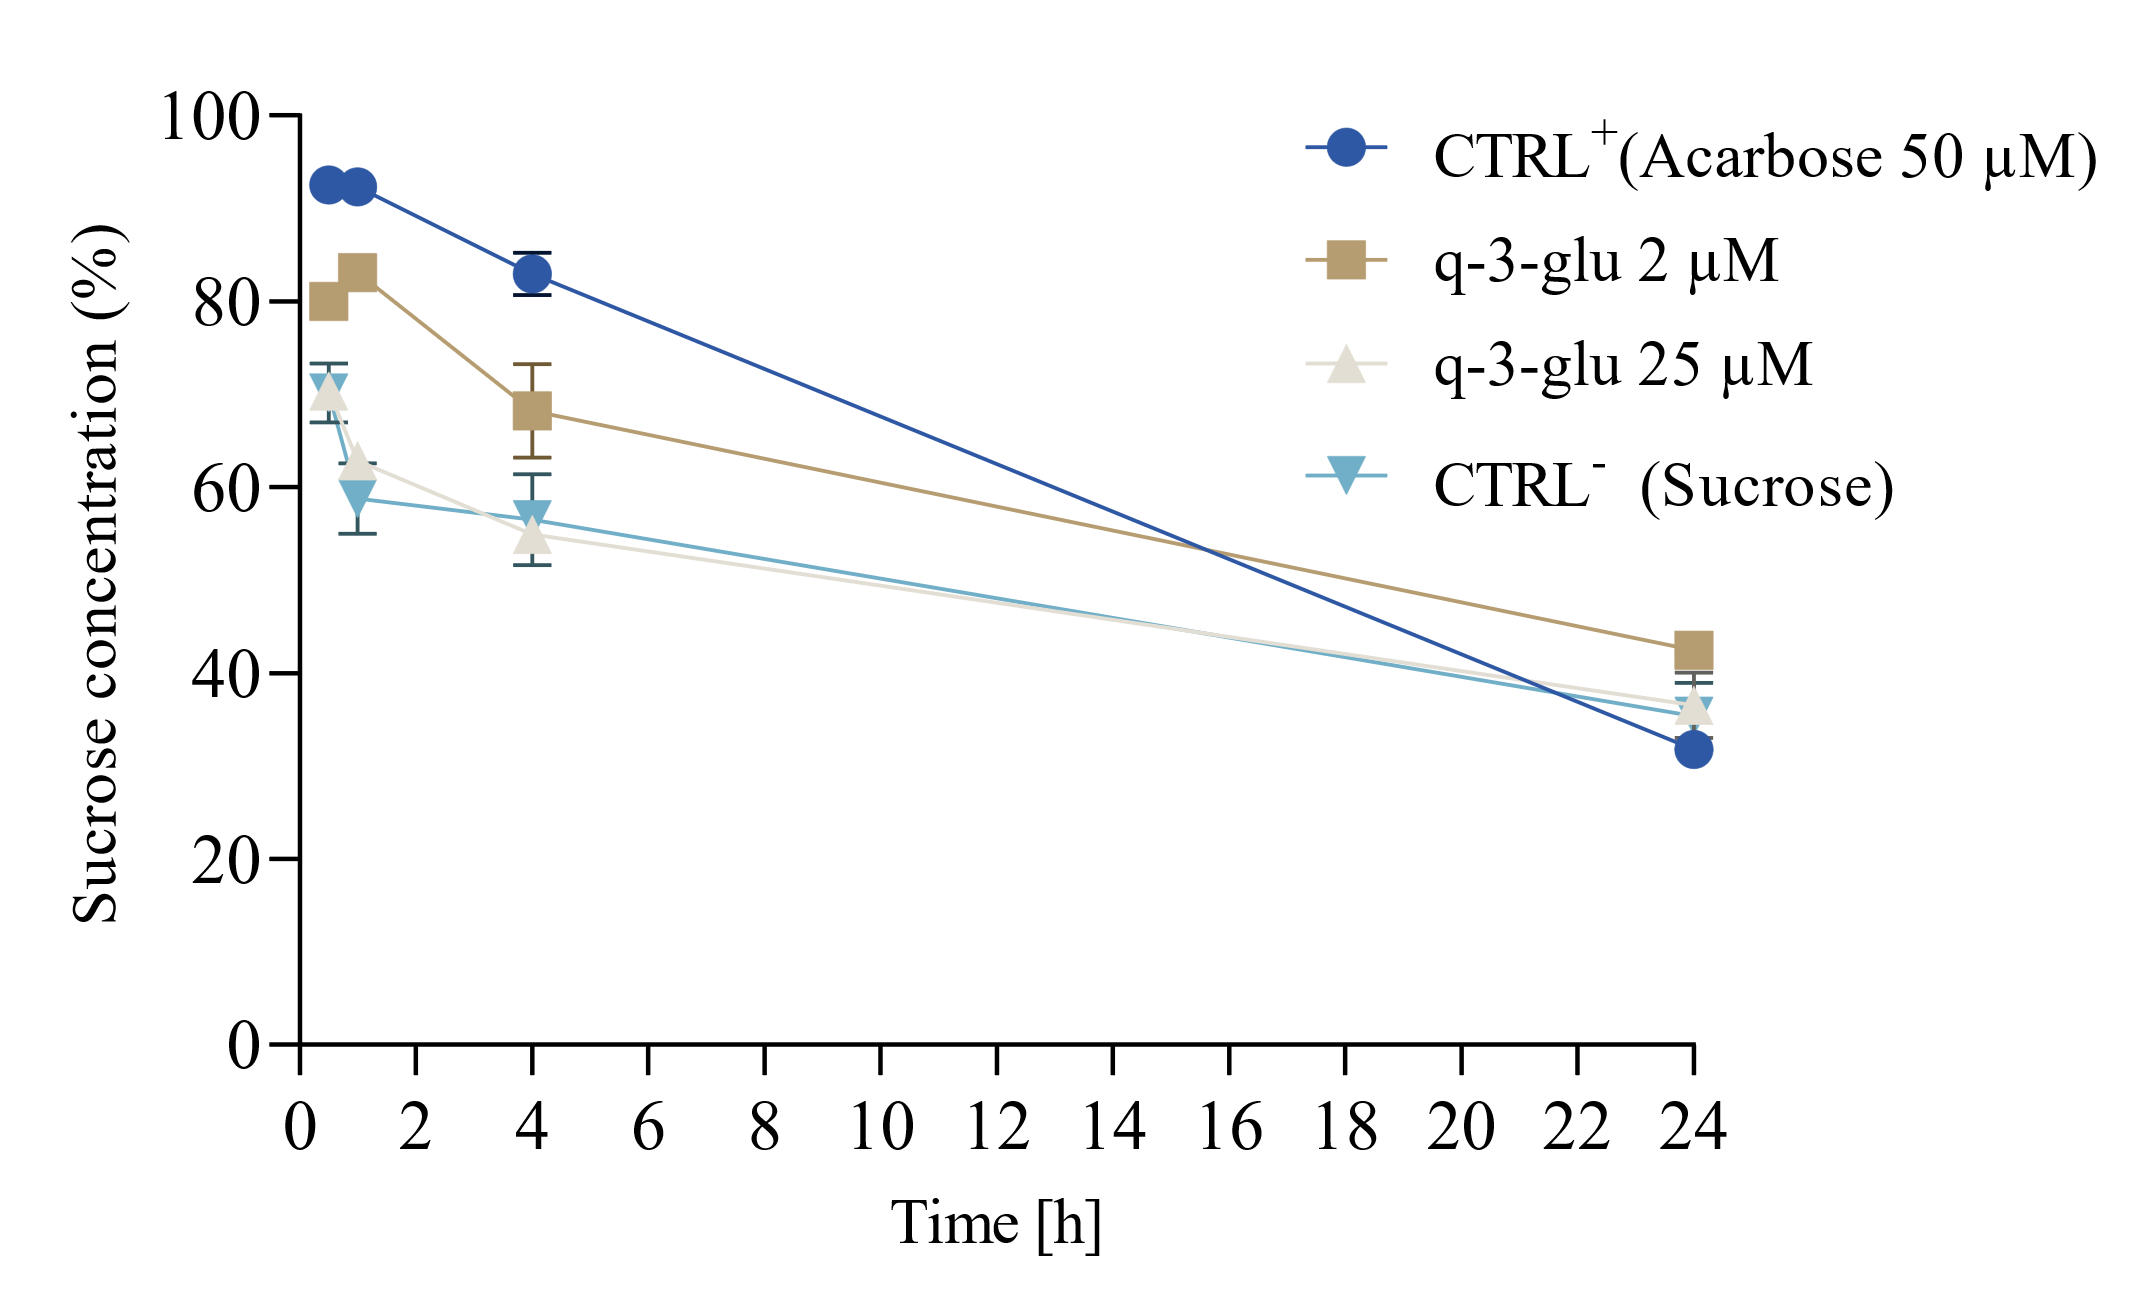 Sucrose concentration (%)
100
80
60
40
20
0
0 2 4 6 8 10 12 14 16 18 20 22 24
Time [h]
CTRL⁺(Acarbose 50 µM)
q-3-glu 2 µM
q-3-glu 25 µM
CTRL⁻ (Sucrose)